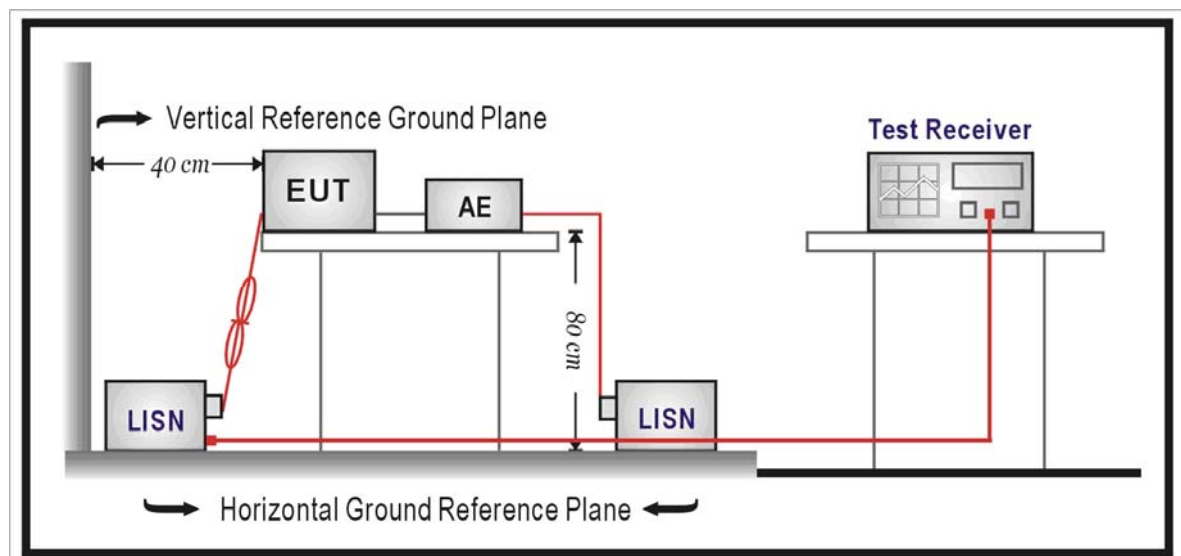 Vertical Reference Ground Plane
40 cm
Test Receiver
EUT
AE
80 cm
LISN
LISN
Horizontal Ground Reference Plane